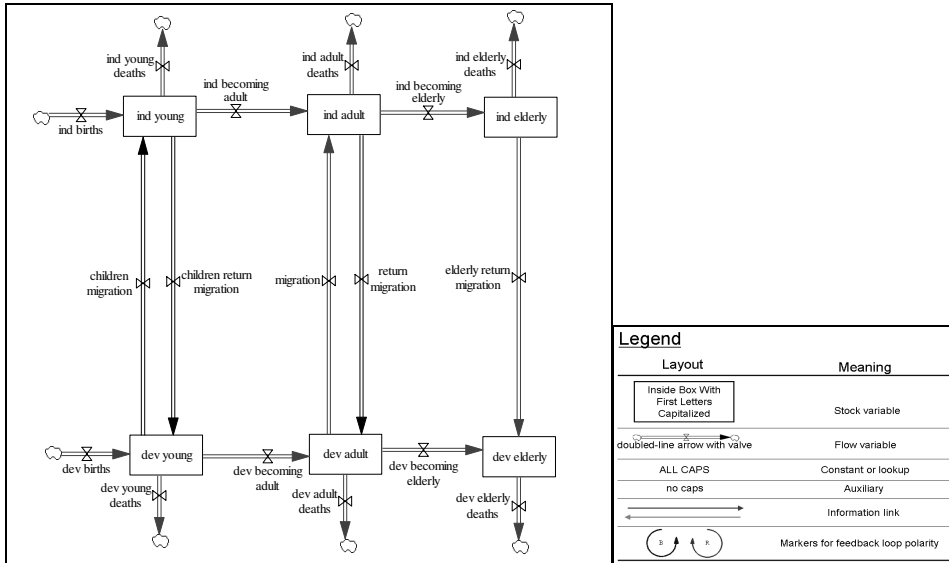 ind young
deaths
ind adult
deaths
ind elderly
deaths
ind becoming
adult
ind becoming
elderly
ind births
ind young
ind adult
ind elderly
children
migration
children return
migration
migration
return
migration
elderly return
migration
dev births
dev young
dev becoming
adult
dev adult
dev becoming
elderly
dev elderly
dev young
deaths
dev adult
deaths
dev elderly
deaths
Legend
Layout
Meaning
Inside Box With
First Letters
Capitalized
Stock variable
doubled-line arrow with valve
Flow variable
ALL CAPS
Constant or lookup
no caps
Auxiliary
Information link
B
R
Markers for feedback loop polarity